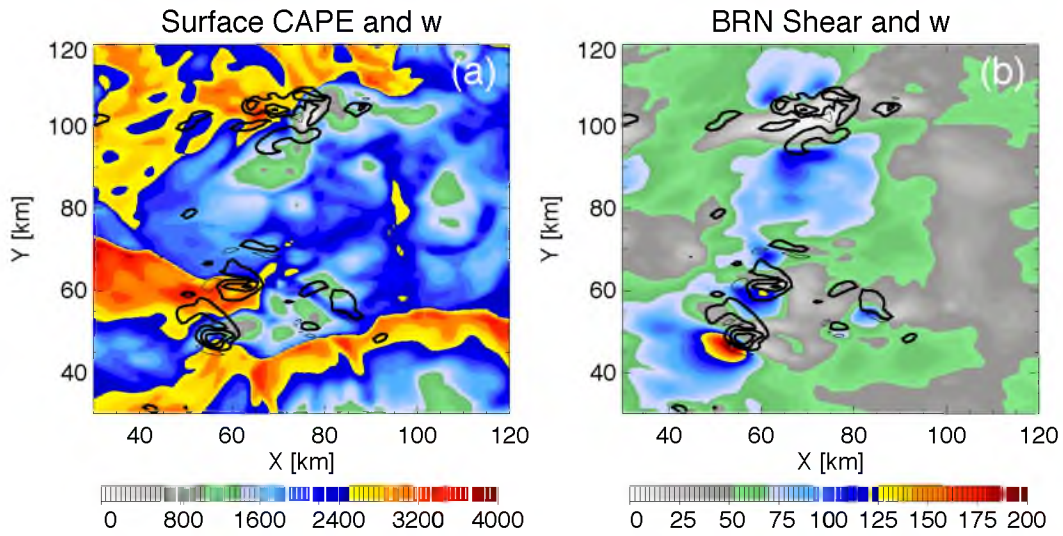 Surface CAPE and w
BRN Shear and w
120
100
80
60
40
Y [km]
(a)
40 60 80 100 120
X [km]
0 800 1600 2400 3200 4000
120
100
80
60
40
Y [km]
(b)
40 60 80 100 120
X [km]
0 25 50 75 100 125 150 175 200